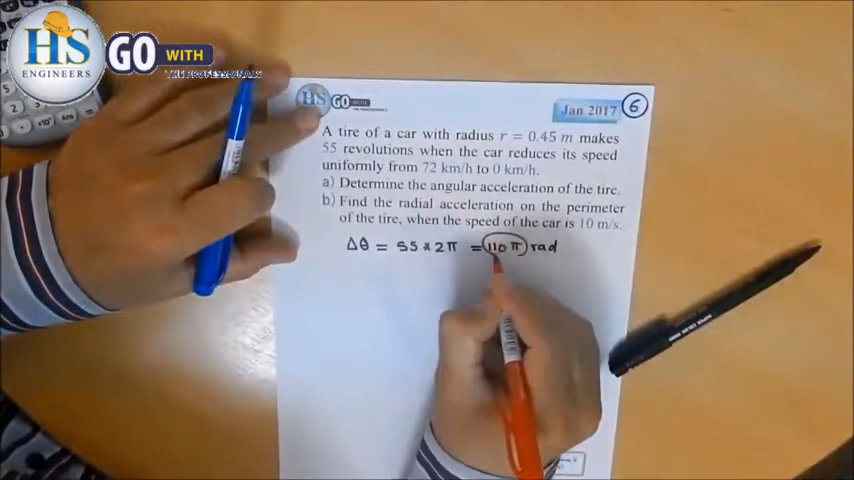 HS
ENGINEERS
GO WITH
THE PROFESSIONALS
HS GO
Jan 2017 6
A tire of a car with radius r = 0.45 m makes
55 revolutions when the car reduces its speed
uniformly from 72 km/h to 0 km/h.
a) Determine the angular acceleration of the tire.
b) Find the radial acceleration on the perimeter
of the tire, when the speed of the car is 10 m/s.
Δθ = 55 * 2π = 110π rad